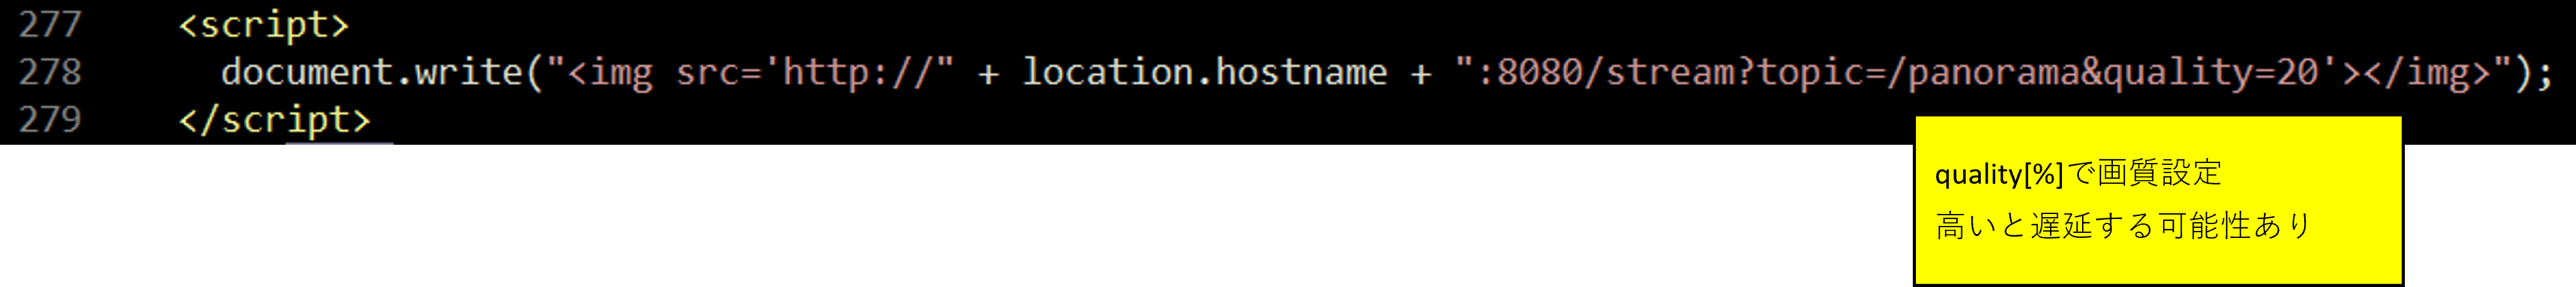 277 <script>
278 document.write("<img src='http://" + location.hostname + ":8080/stream?topic=/panorama&quality=20'></img>");
279 </script>
quality[%]で画質設定
高いと遅延する可能性あり